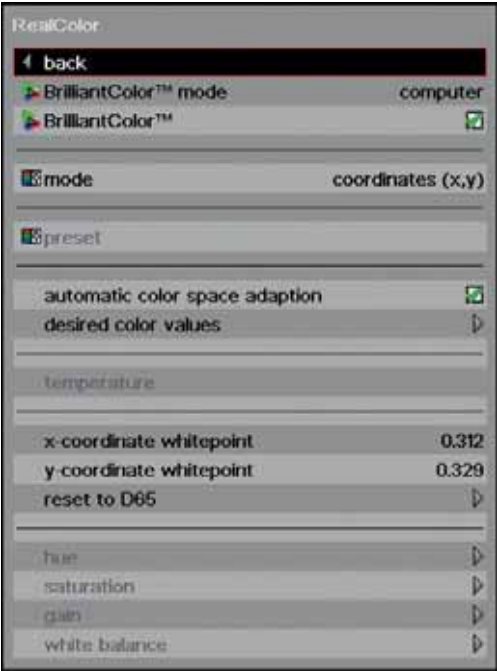 RealColor
back
BrilliantColor™ mode computer
BrilliantColor™
mode coordinates (x,y)
preset
automatic color space adaption
desired color values
temperature
x-coordinate whitepoint 0.312
y-coordinate whitepoint 0.329
reset to D65
hue
saturation
gain
white balance